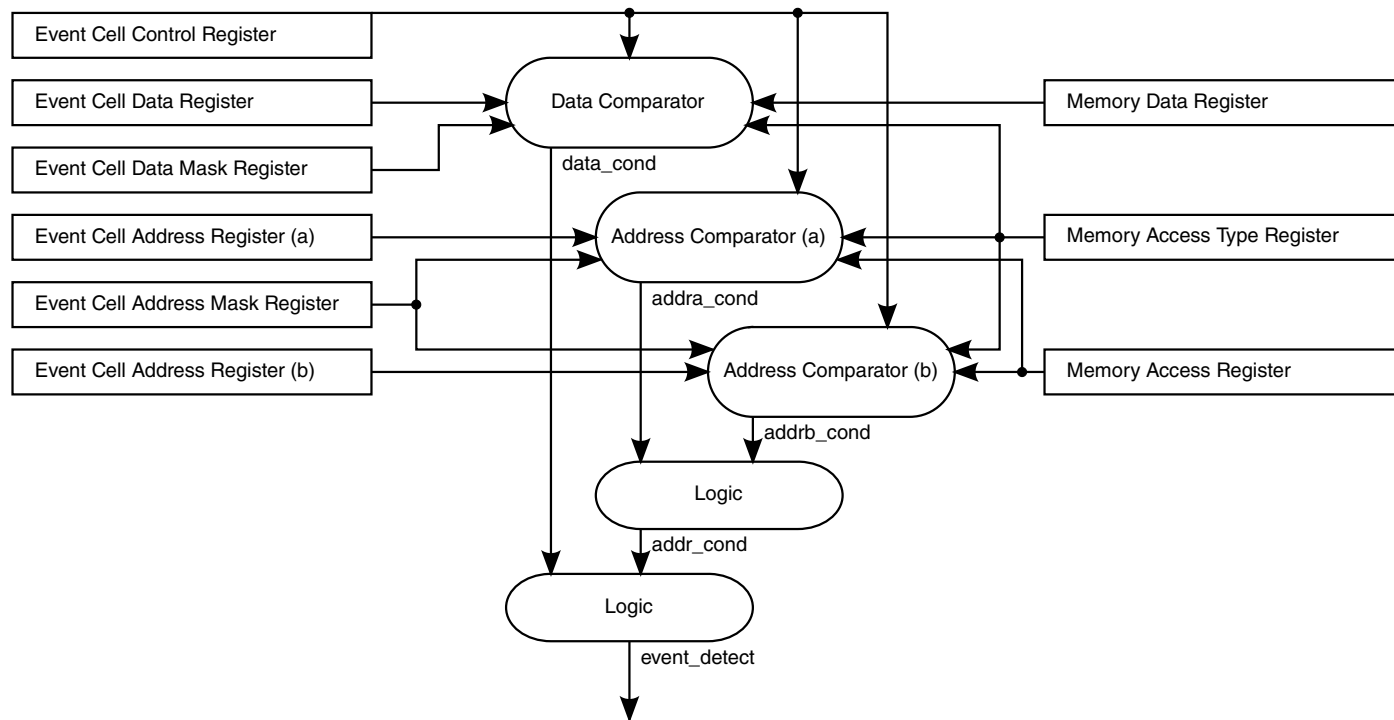 Event Cell Control Register
Event Cell Data Register
Data Comparator
Memory Data Register
Event Cell Data Mask Register
data_cond
Event Cell Address Register (a)
Address Comparator (a)
Memory Access Type Register
Event Cell Address Mask Register
addra_cond
Event Cell Address Register (b)
Address Comparator (b)
Memory Access Register
addrb_cond
Logic
addr_cond
Logic
event_detect